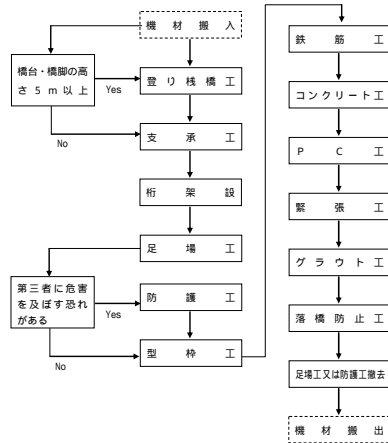 機材搬入
橋台・橋脚の高
さ５ｍ以上
Yes
No
登り桟橋工
支承工
桁架設
足場工
第三者に危害
を及ぼす恐れ
がある
Yes
No
防護工
型枠工
鉄筋工
コンクリート工
ＰＣ工
緊張工
グラウト工
落橋防止工
足場工又は防護工撤去
機材搬出